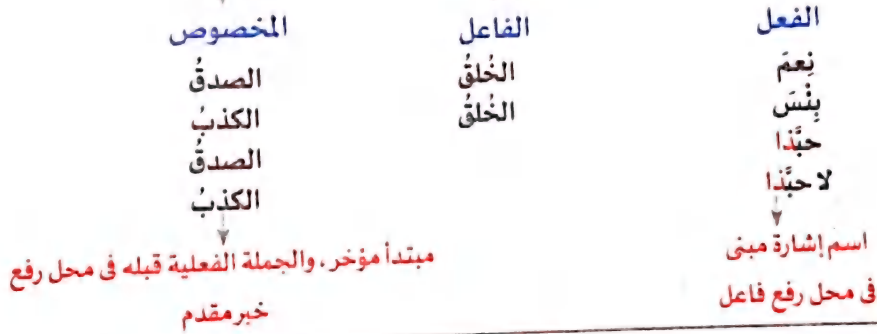 الفعل الفاعل المخصوص
نِعمَ الخُلقُ الصدقُ
بِئْسَ الخُلقُ الكذبُ
حبَّذا الصدقُ
لا حبَّذا الكذبُ
اسم إشارة مبنى
فى محل رفع فاعل
مبتدأ مؤخر، والجملة الفعلية قبله فى محل رفع
خبر مقدم